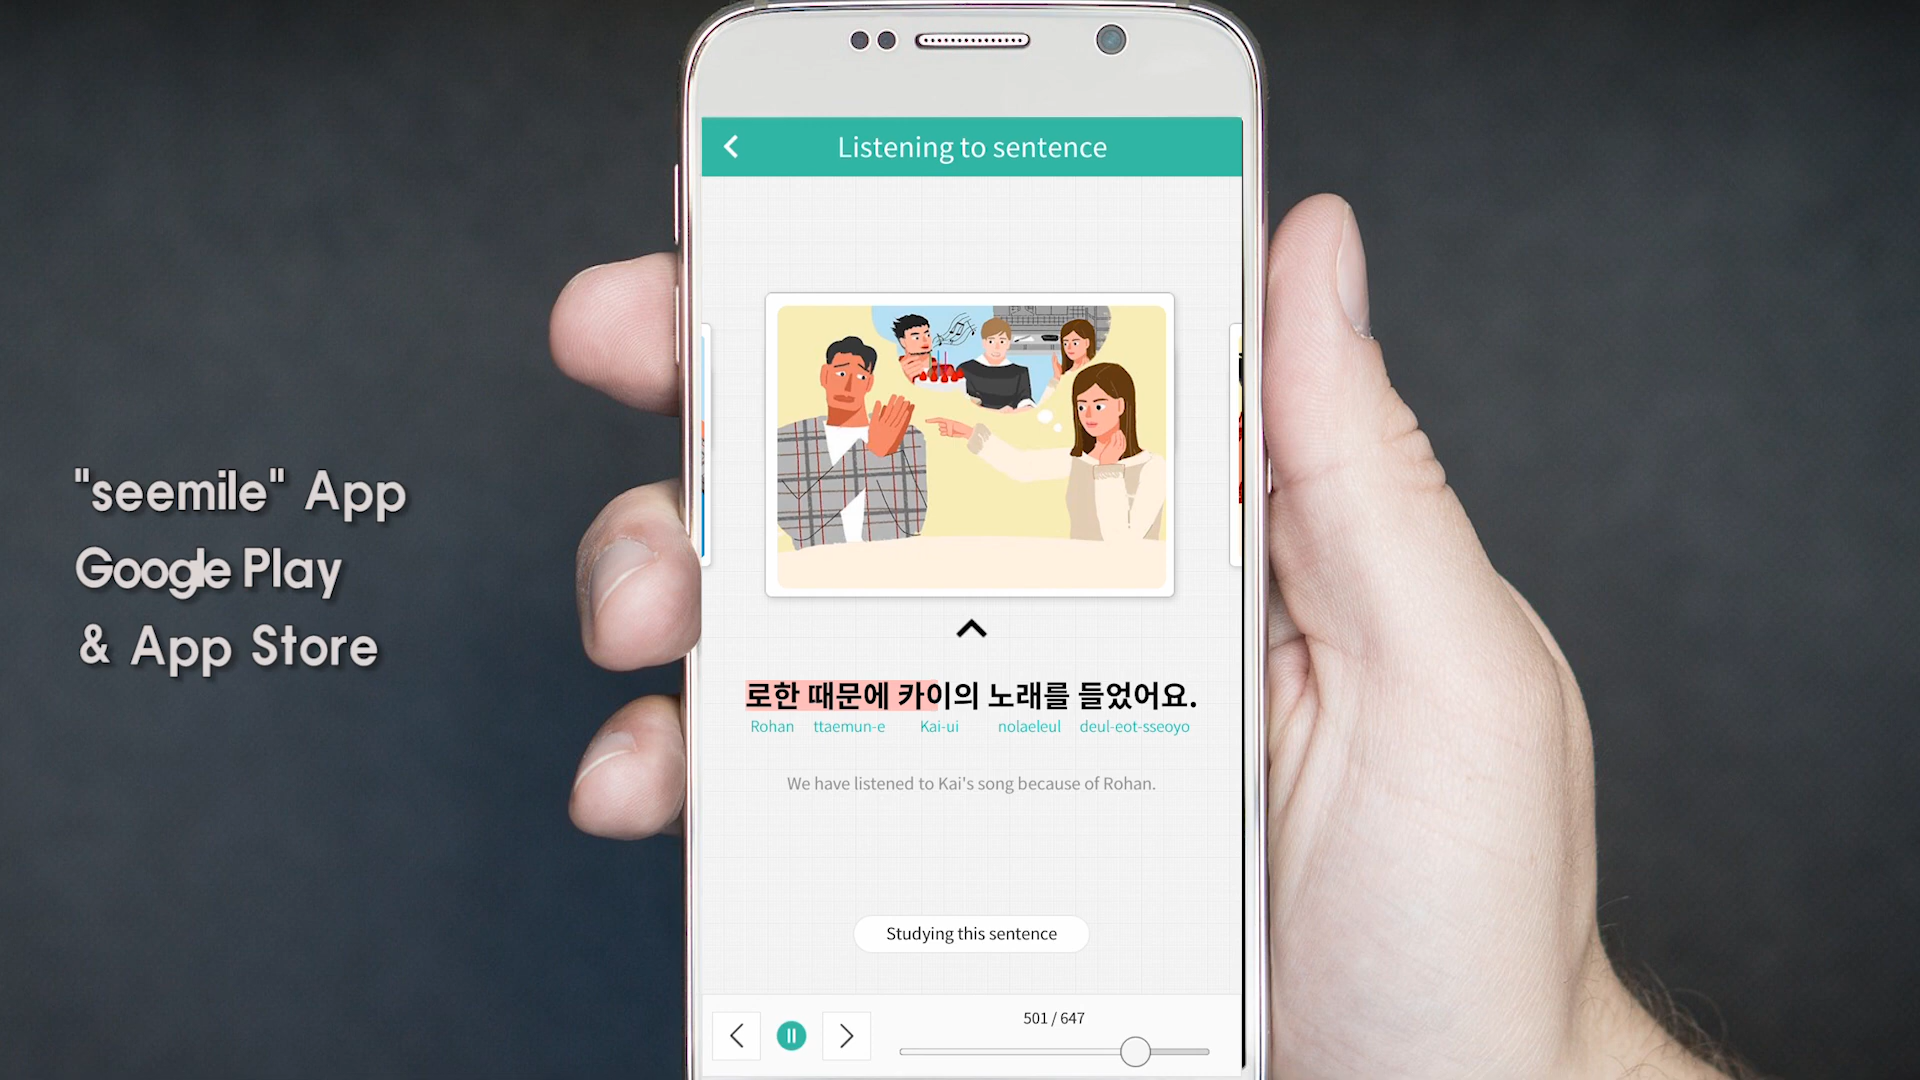 "seemile" App
Google Play
& App Store
Listening to sentence
로한 때문에 카이의 노래를 들었어요.
Rohan ttaemun-e Kai-ui nolaeleul deul-eot-sseoyo
We have listened to Kai's song because of Rohan.
Studying this sentence
501 / 647